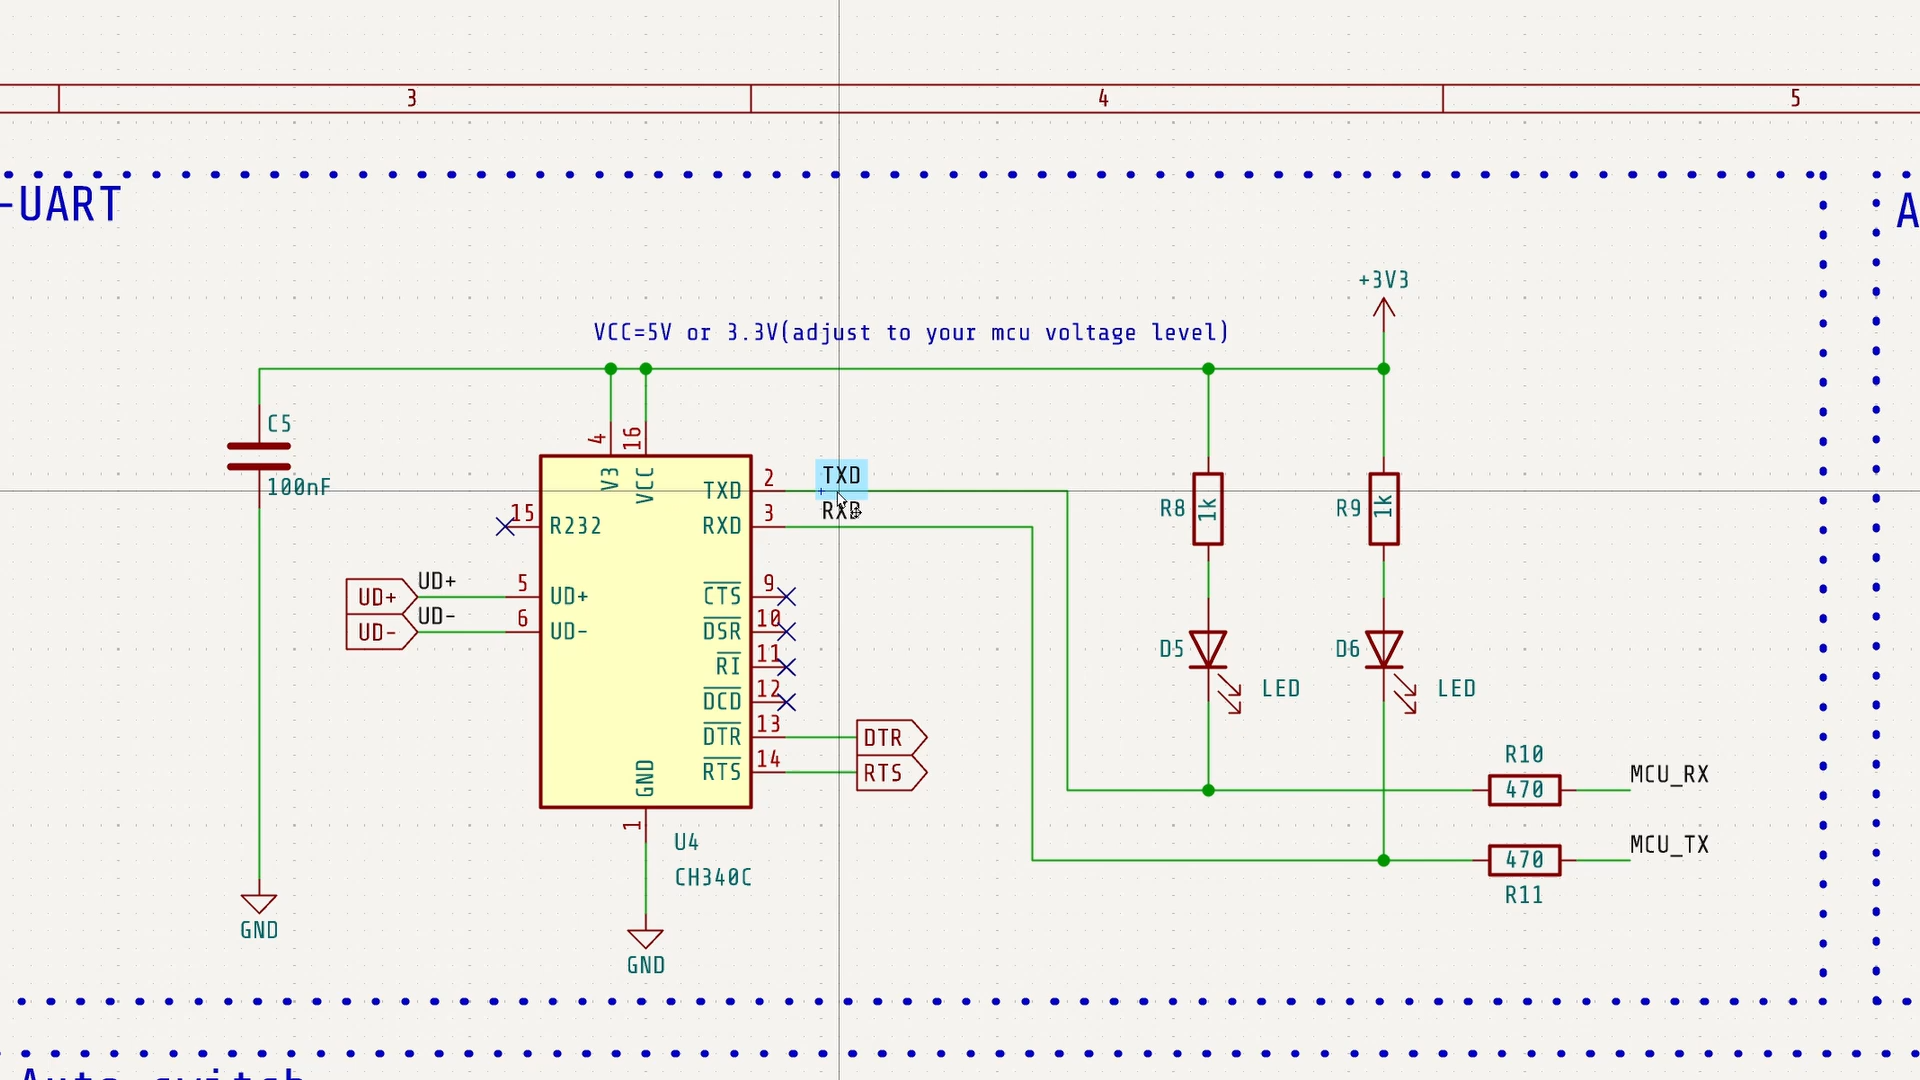 3
4
5
-UART
A
+3V3
VCC=5V or 3.3V(adjust to your mcu voltage level)
C5
100nF
4
16
V3
VCC
TXD
2
TXD
RXD
3
RXD
15
R232
R8
1k
R9
1k
UD+
UD+
5
UD+
UD-
UD-
6
UD-
CTS
9
DSR
10
RI
11
DCD
12
DTR
13
DTR
RTS
14
RTS
GND
1
D5
LED
D6
LED
R10
470
MCU_RX
470
MCU_TX
R11
U4
CH340C
GND
GND
Auto switch